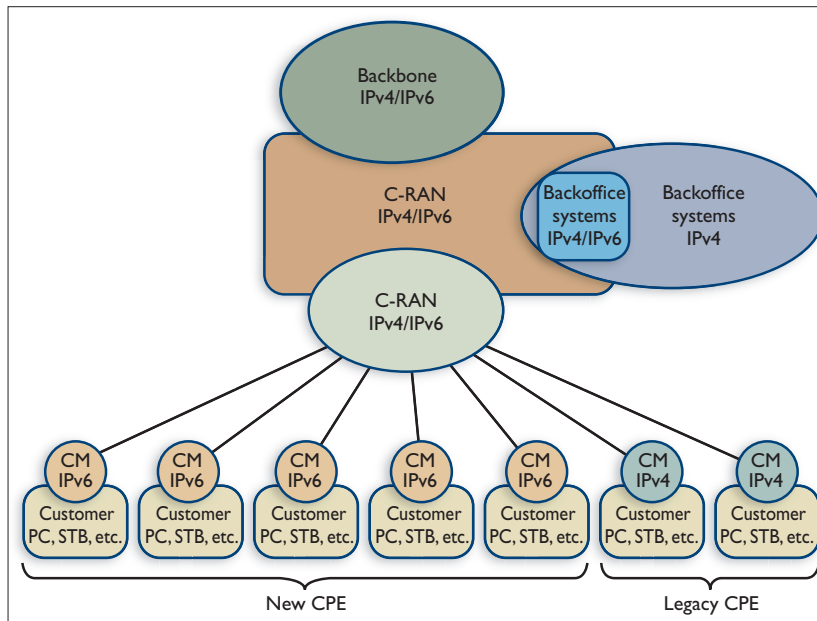 Backbone
IPv4/IPv6
C-RAN
IPv4/IPv6
Backoffice
systems
IPv4/IPv6
Backoffice
systems
IPv4
C-RAN
IPv4/IPv6
CM
IPv6
CM
IPv6
CM
IPv6
CM
IPv6
CM
IPv6
CM
IPv4
CM
IPv4
Customer
PC, STB, etc.
Customer
PC, STB, etc.
Customer
PC, STB, etc.
Customer
PC, STB, etc.
Customer
PC, STB, etc.
Customer
PC, STB, etc.
Customer
PC, STB, etc.
New CPE
Legacy CPE